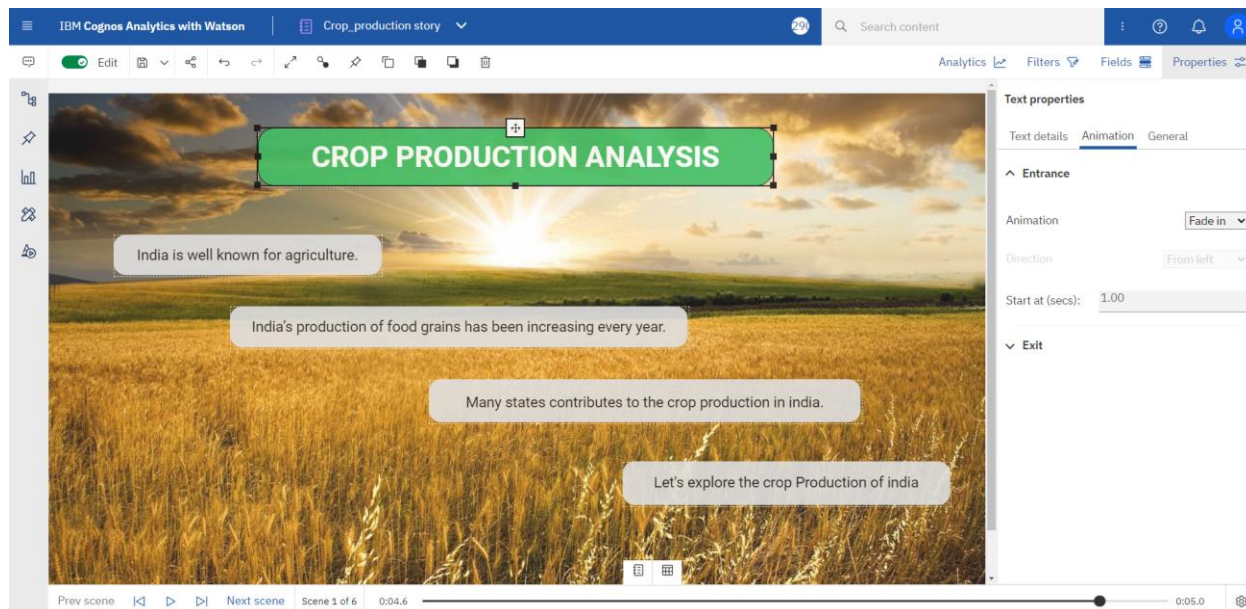 IBM Cognos Analytics with Watson
Crop_production story
290
Search content
Edit
Analytics
Filters
Fields
Properties
CROP PRODUCTION ANALYSIS
India is well known for agriculture.
India's production of food grains has been increasing every year.
Many states contributes to the crop production in india.
Let's explore the crop Production of india
Text properties
Text details Animation General
Entrance
Animation Fade in
Direction From left
Start at (secs): 1.00
Exit
Prev scene Next scene Scene 1 of 6 0:04.6 0:05.0